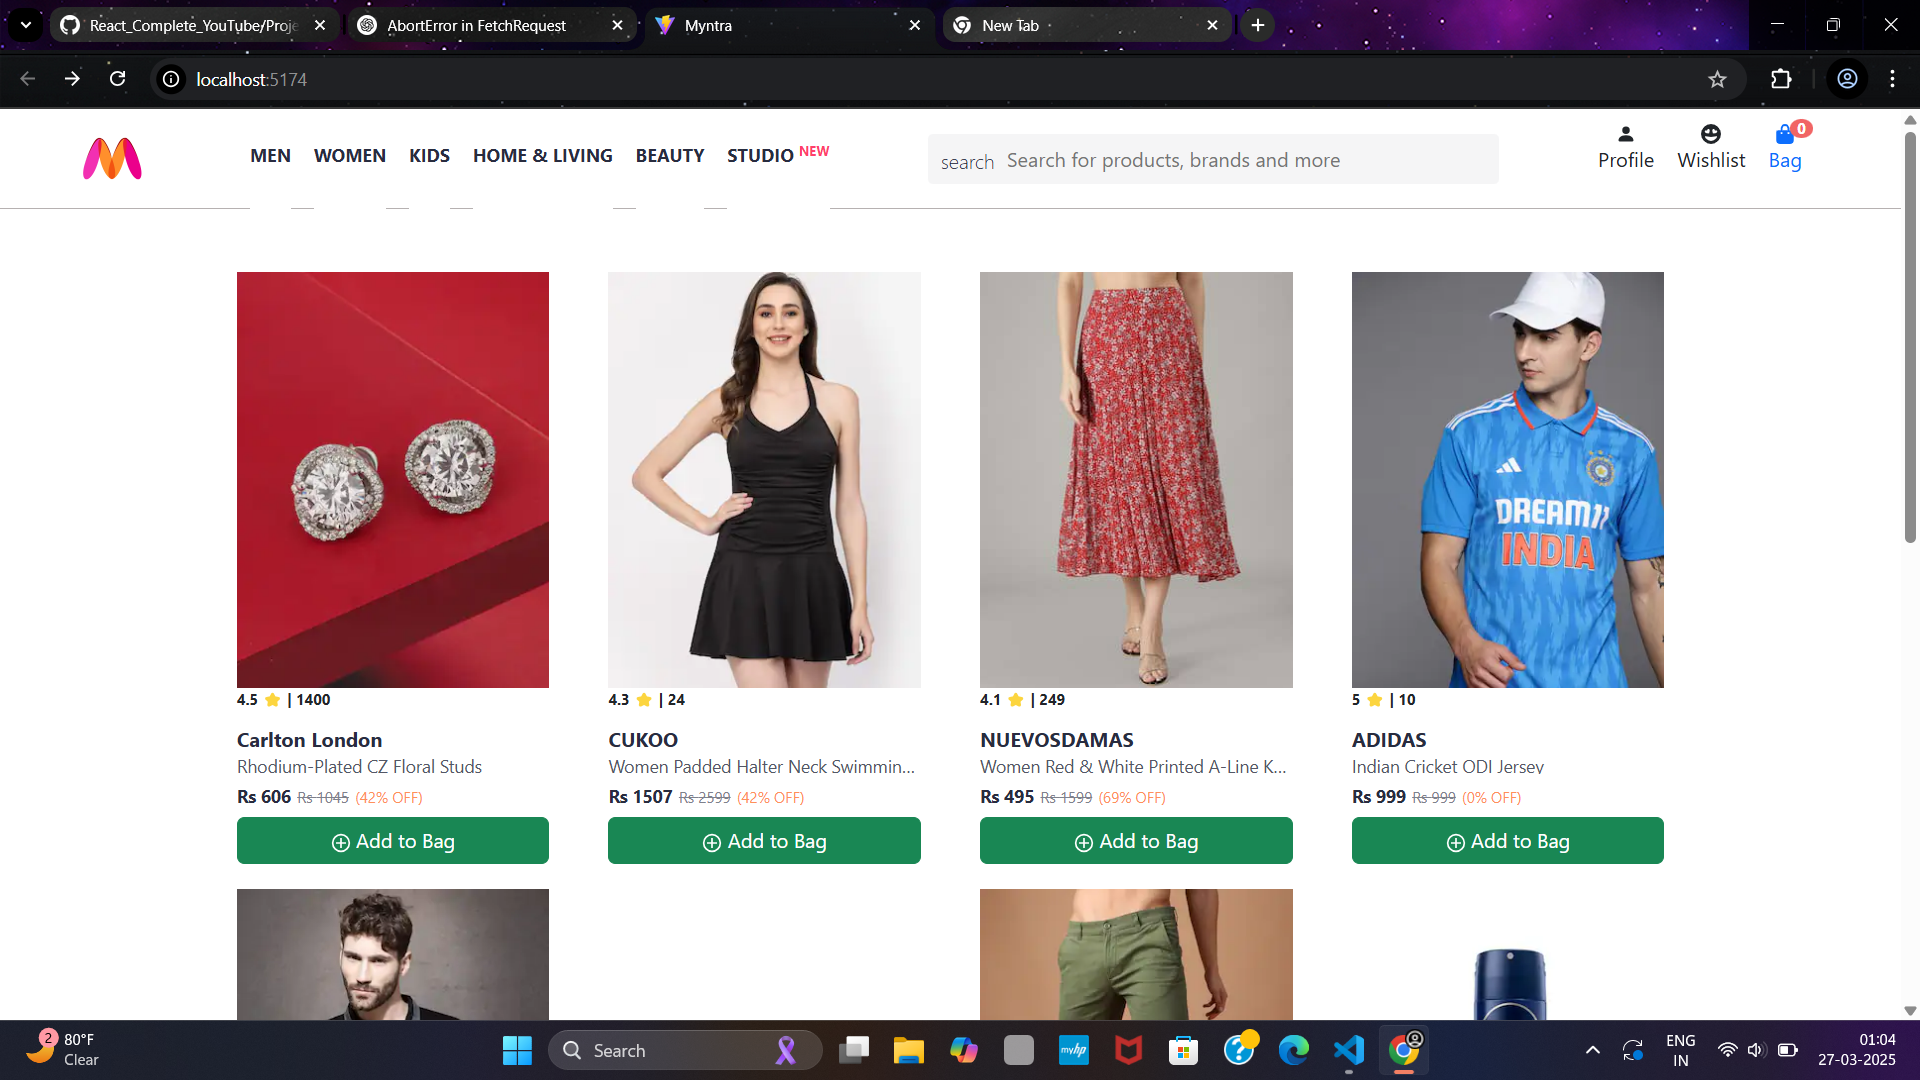 React_Complete_YouTube/Proje
AbortError in FetchRequest
Myntra
New Tab
localhost:5174
MEN
WOMEN
KIDS
HOME & LIVING
BEAUTY
STUDIO NEW
search
Search for products, brands and more
Profile
Wishlist
0
Bag
DREAM11
INDIA
4.5 ⭐ | 1400
Carlton London
Rhodium-Plated CZ Floral Studs
Rs 606 Rs 1045 (42% OFF)
Add to Bag
4.3 ⭐ | 24
CUKOO
Women Padded Halter Neck Swimmin...
Rs 1507 Rs 2599 (42% OFF)
Add to Bag
4.1 ⭐ | 249
NUEVOSDAMAS
Women Red & White Printed A-Line K...
Rs 495 Rs 1599 (69% OFF)
Add to Bag
5 ⭐ | 10
ADIDAS
Indian Cricket ODI Jersey
Rs 999 Rs 999 (0% OFF)
Add to Bag
2
80°F
Clear
Search
myhp
ENG
IN
01:04
27-03-2025